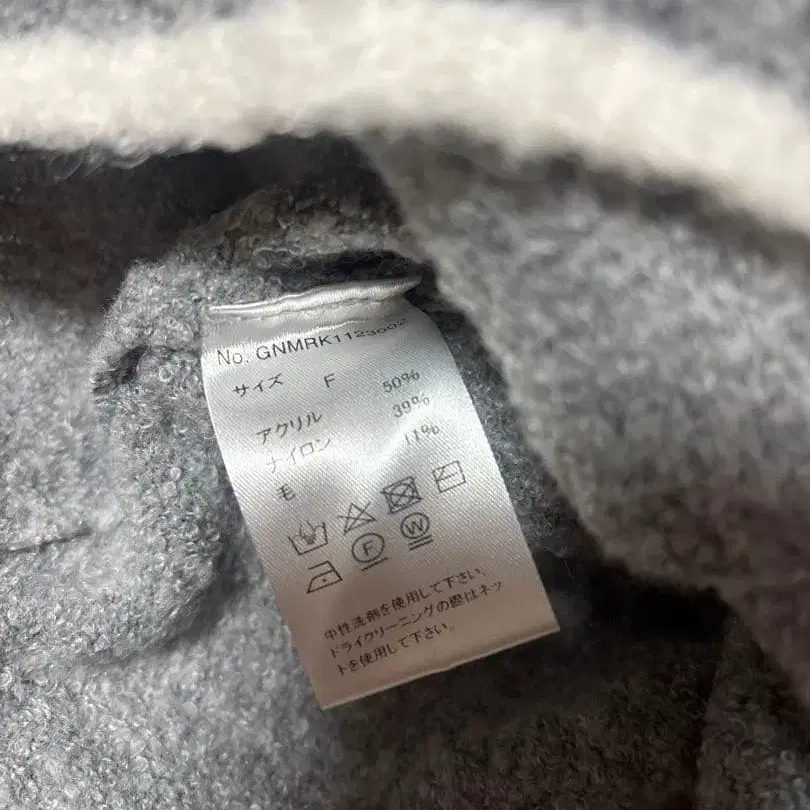 No. GNMRK1123602
サイズ F
アクリル 50%
ナイロン 39%
毛 11%
F W
中性洗剤を使用して下さい。
ドライクリーニングの際はネッ
トを使用して下さい。